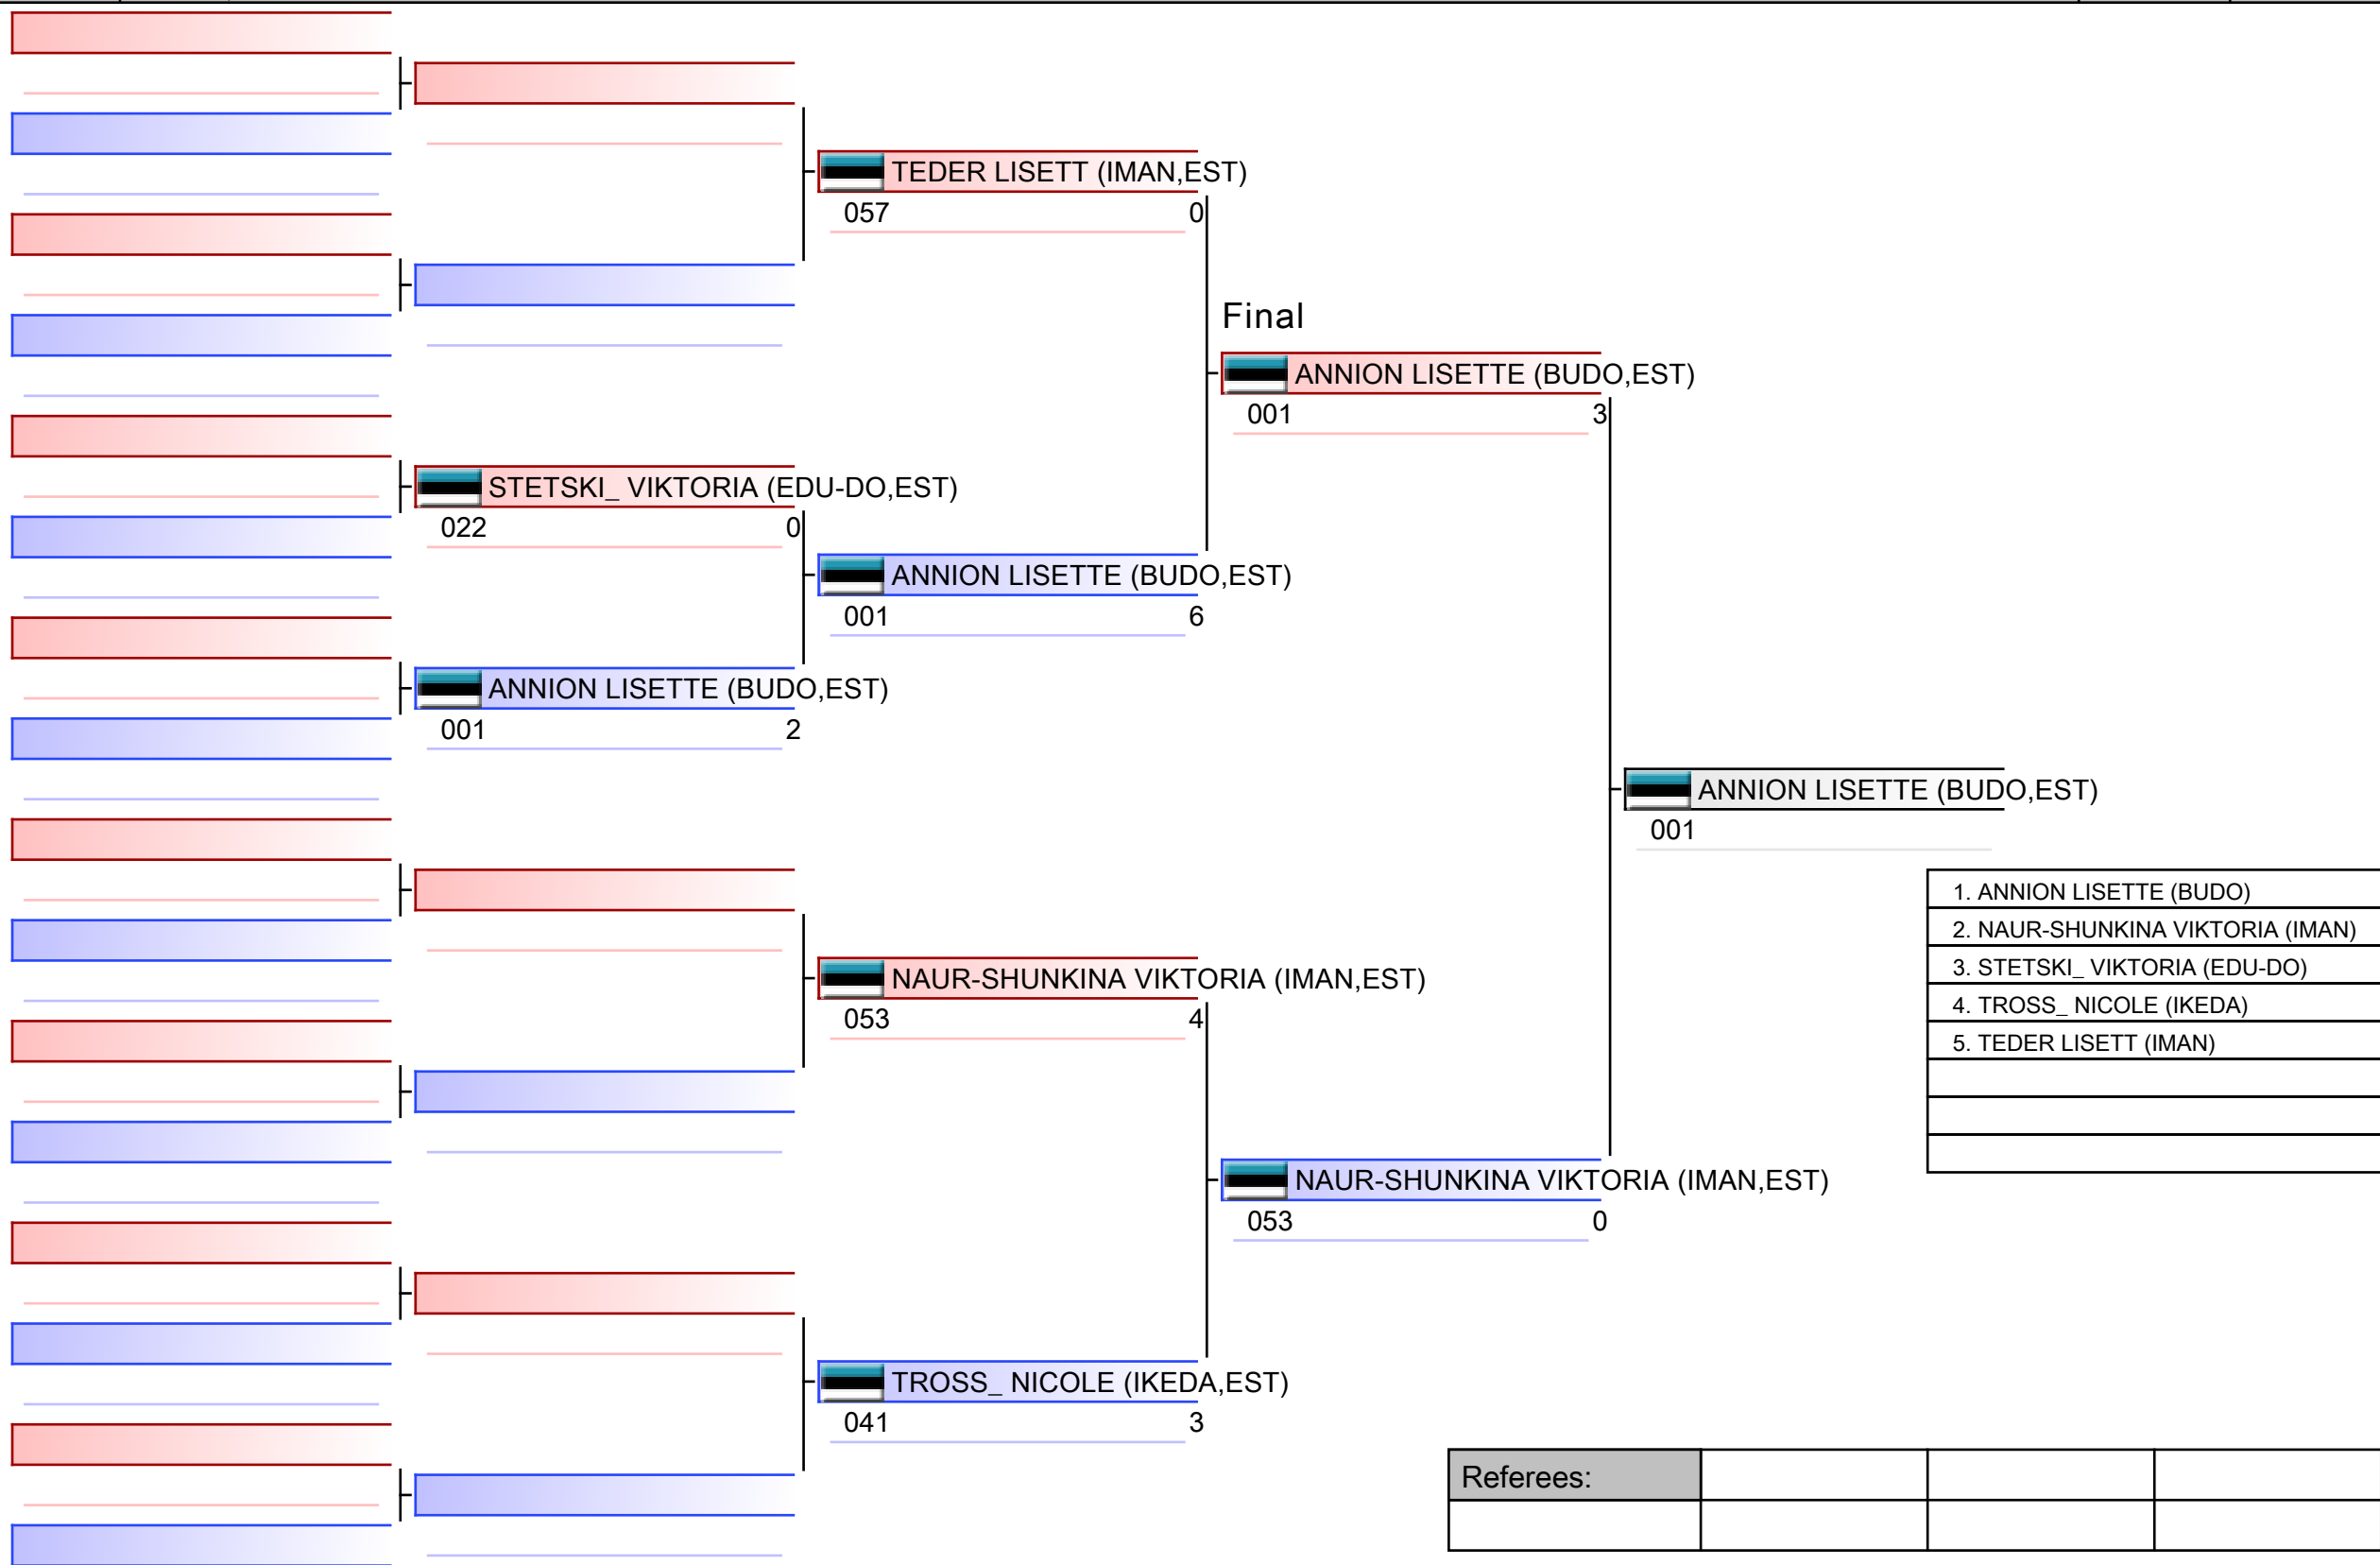 TEDER LISETT (IMAN,EST)
057 0
Final
ANNION LISETTE (BUDO,EST)
001 3
STETSKI_ VIKTORIA (EDU-DO,EST)
022 0
ANNION LISETTE (BUDO,EST)
001 6
ANNION LISETTE (BUDO,EST)
001 2
ANNION LISETTE (BUDO,EST)
001
1. ANNION LISETTE (BUDO)
2. NAUR-SHUNKINA VIKTORIA (IMAN)
3. STETSKI_ VIKTORIA (EDU-DO)
4. TROSS_ NICOLE (IKEDA)
5. TEDER LISETT (IMAN)
NAUR-SHUNKINA VIKTORIA (IMAN,EST)
053 4
NAUR-SHUNKINA VIKTORIA (IMAN,EST)
053 0
TROSS_ NICOLE (IKEDA,EST)
041 3
Referees: